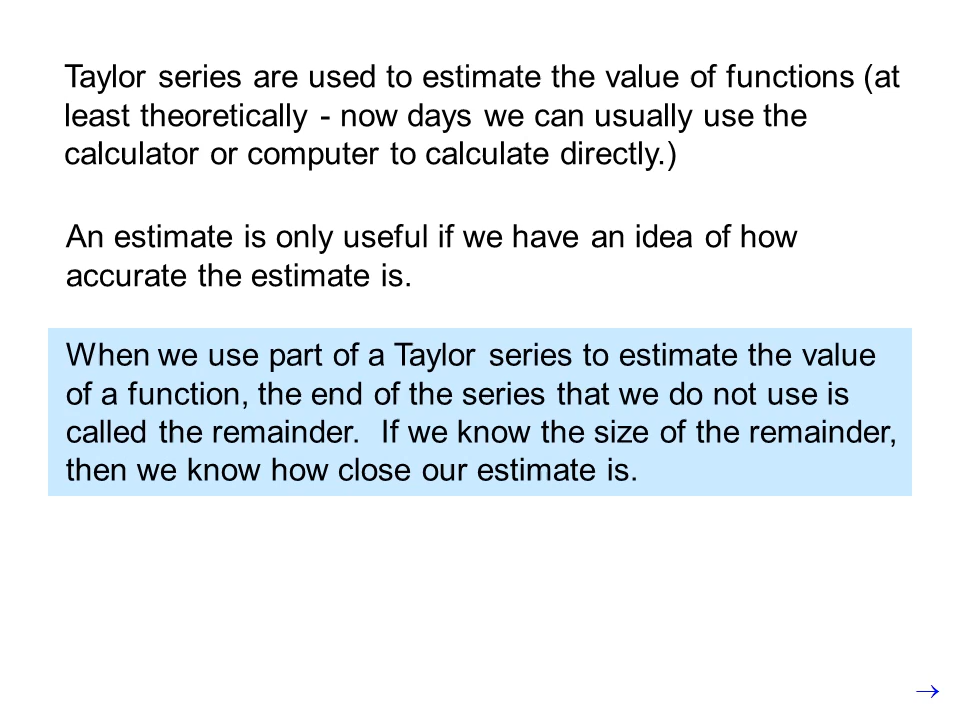 Taylor series are used to estimate the value of functions (at
least theoretically - now days we can usually use the
calculator or computer to calculate directly.)
An estimate is only useful if we have an idea of how
accurate the estimate is.
When we use part of a Taylor series to estimate the value
of a function, the end of the series that we do not use is
called the remainder.  If we know the size of the remainder,
then we know how close our estimate is.
→